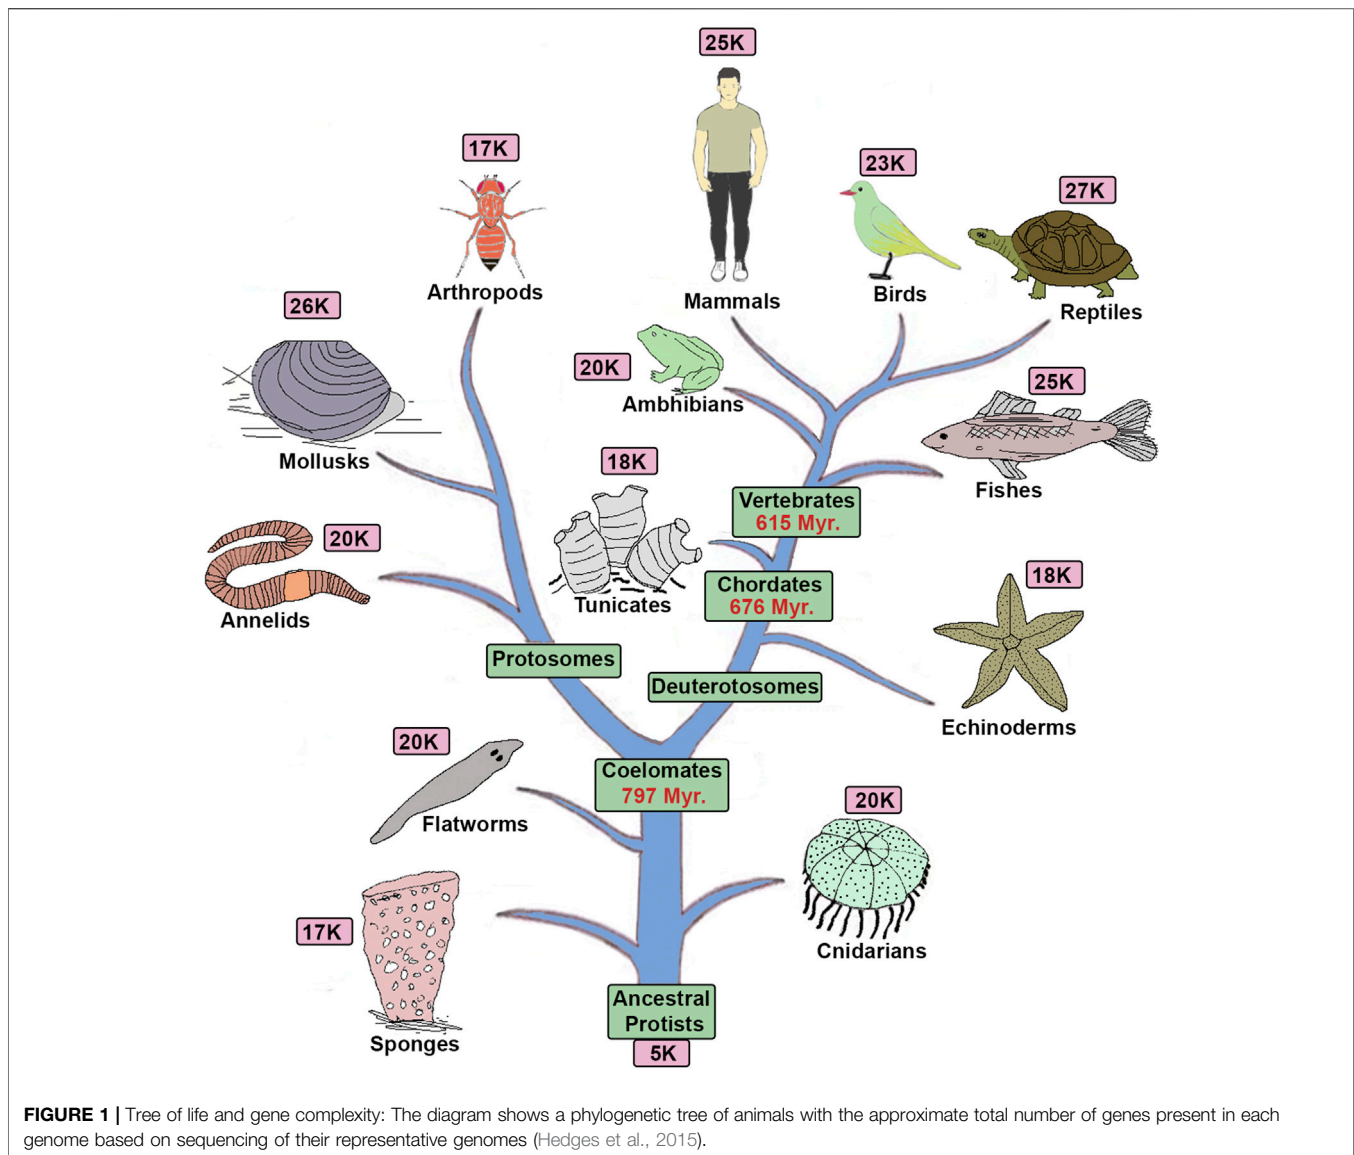 25K
17K
23K
27K
Arthropods
Mammals
Birds
Reptiles
26K
20K
Ambhibians
25K
Mollusks
18K
Fishes
Vertebrates
615 Myr.
20K
Annelids
Tunicates
Chordates
676 Myr.
18K
Protosomes
Deuterotosomes
Echinoderms
20K
Flatworms
Coelomates
797 Myr.
20K
Cnidarians
17K
Sponges
Ancestral
Protists
5K
FIGURE 1 | Tree of life and gene complexity: The diagram shows a phylogenetic tree of animals with the approximate total number of genes present in each
genome based on sequencing of their representative genomes (Hedges et al., 2015).